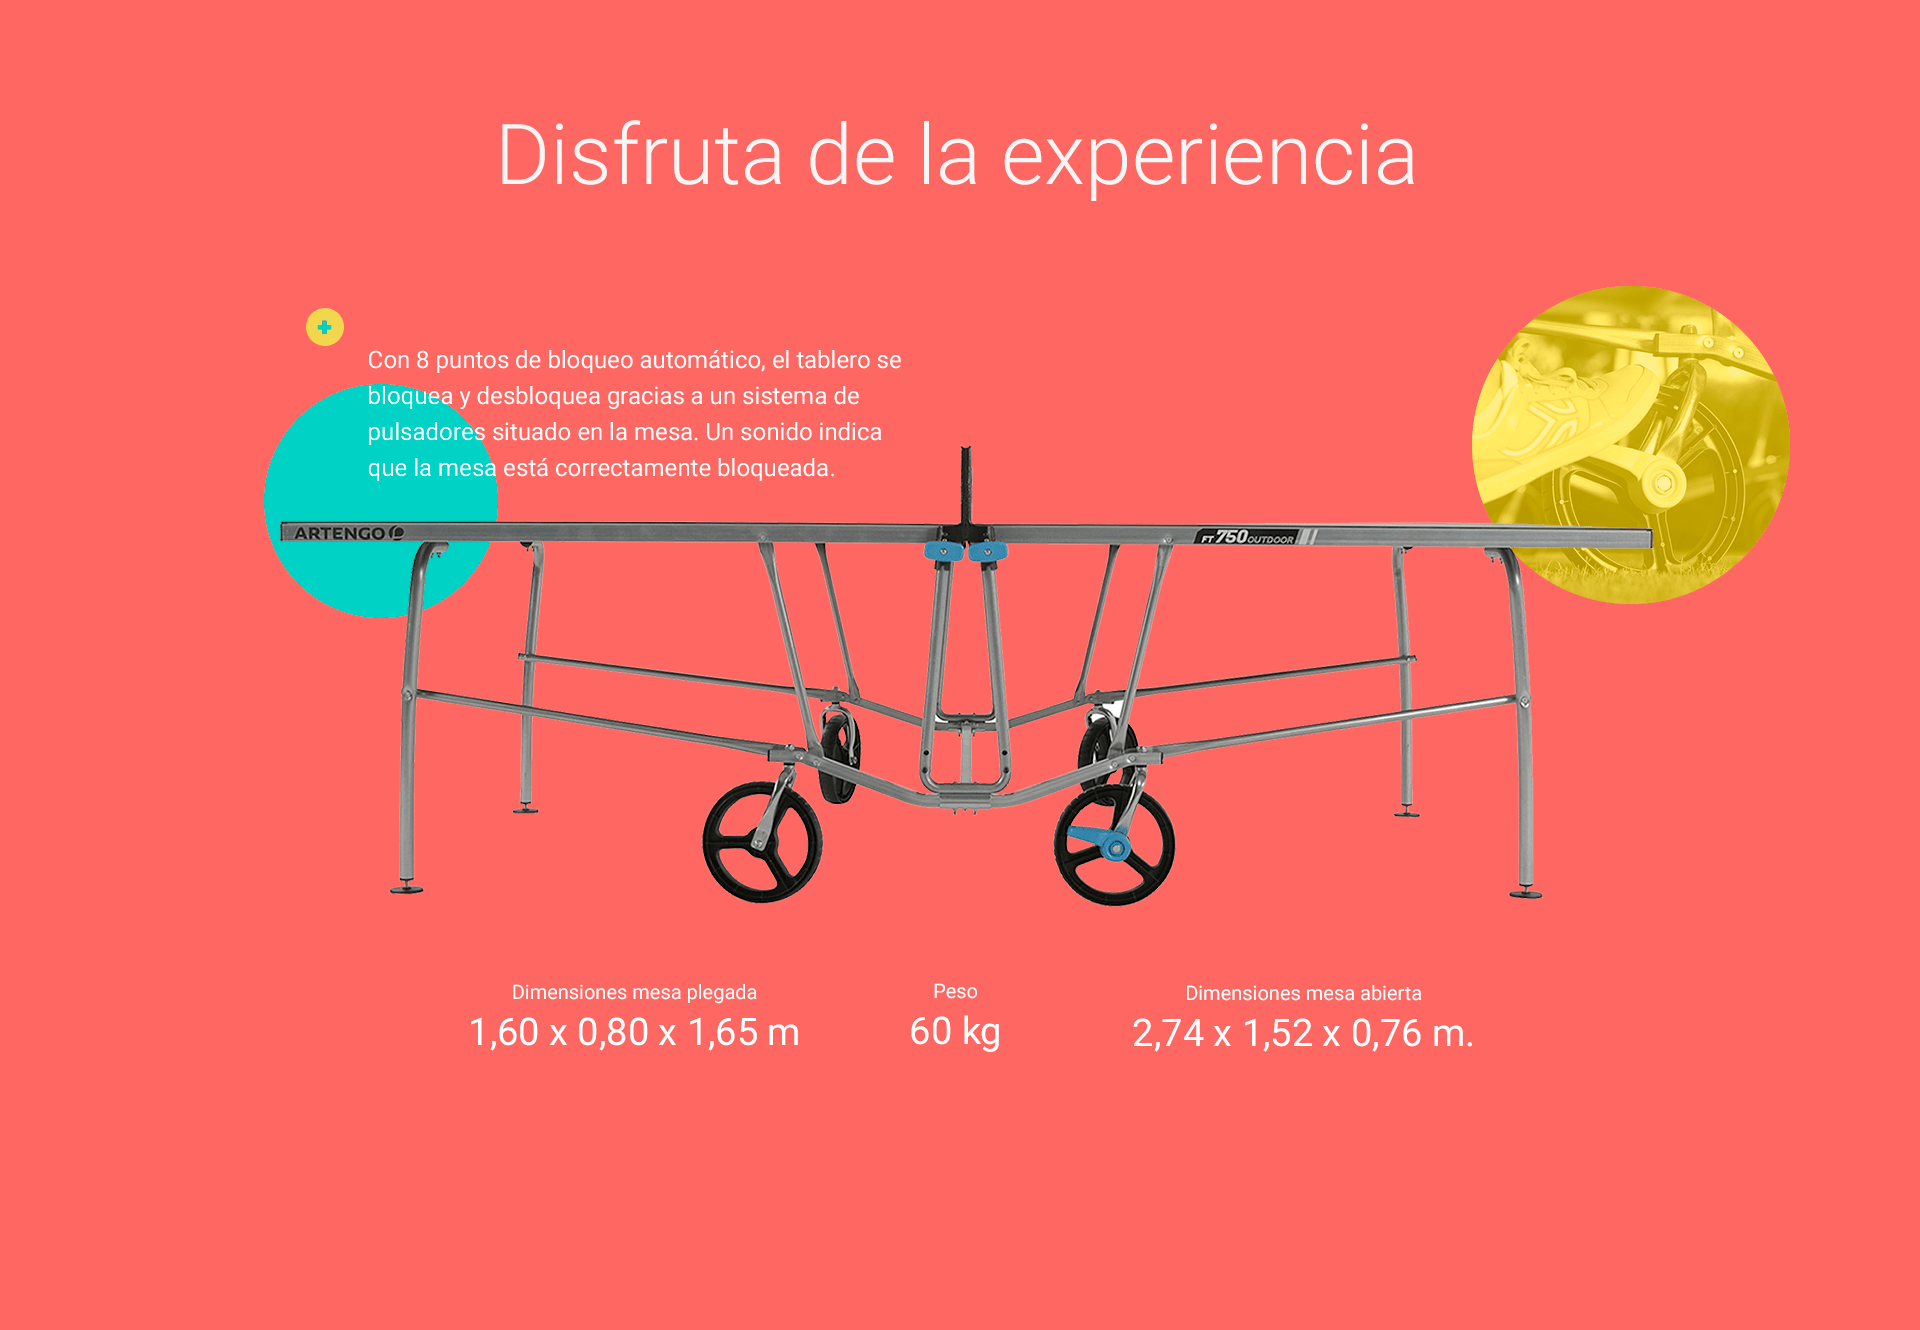 Disfruta de la experiencia
Con 8 puntos de bloqueo automático, el tablero se
bloquea y desbloquea gracias a un sistema de
pulsadores situado en la mesa. Un sonido indica
que la mesa está correctamente bloqueada.
ARTENGO
FT 750 OUTDOOR
Dimensiones mesa plegada
1,60 x 0,80 x 1,65 m
Peso
60 kg
Dimensiones mesa abierta
2,74 x 1,52 x 0,76 m.